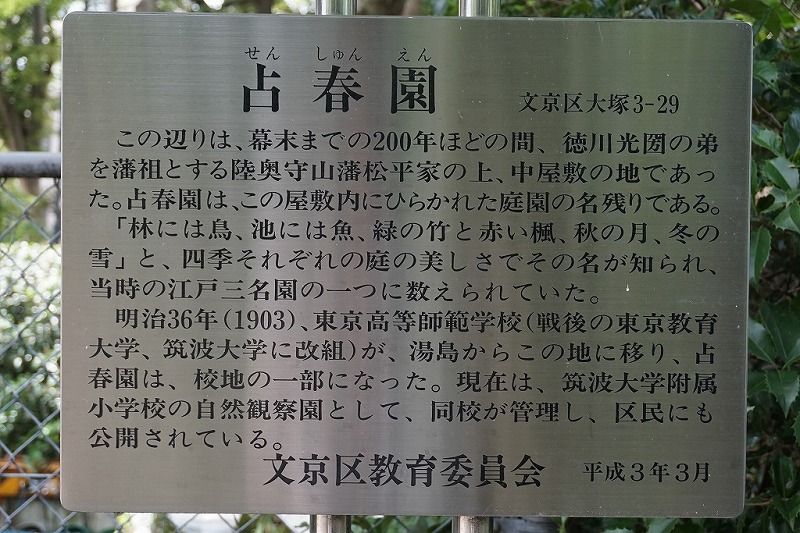 せんしゅんえん
占春園 文京区大塚3-29
この辺りは、幕末までの200年ほどの間、徳川光圀の弟
を藩祖とする陸奥守山藩松平家の上、中屋敷の地であっ
た。占春園は、この屋敷内にひらかれた庭園の名残りである。
「林には鳥、池には魚、緑の竹と赤い楓、秋の月、冬の
雪」と、四季それぞれの庭の美しさでその名が知られ、
当時の江戸三名園の一つに数えられていた。
明治36年(1903)、東京高等師範学校(戦後の東京教育
大学、筑波大学に改組)が、湯島からこの地に移り、占
春園は、校地の一部になった。現在は、筑波大学附属
小学校の自然観察園として、同校が管理し、区民にも
公開されている。
文京区教育委員会 平成3年3月